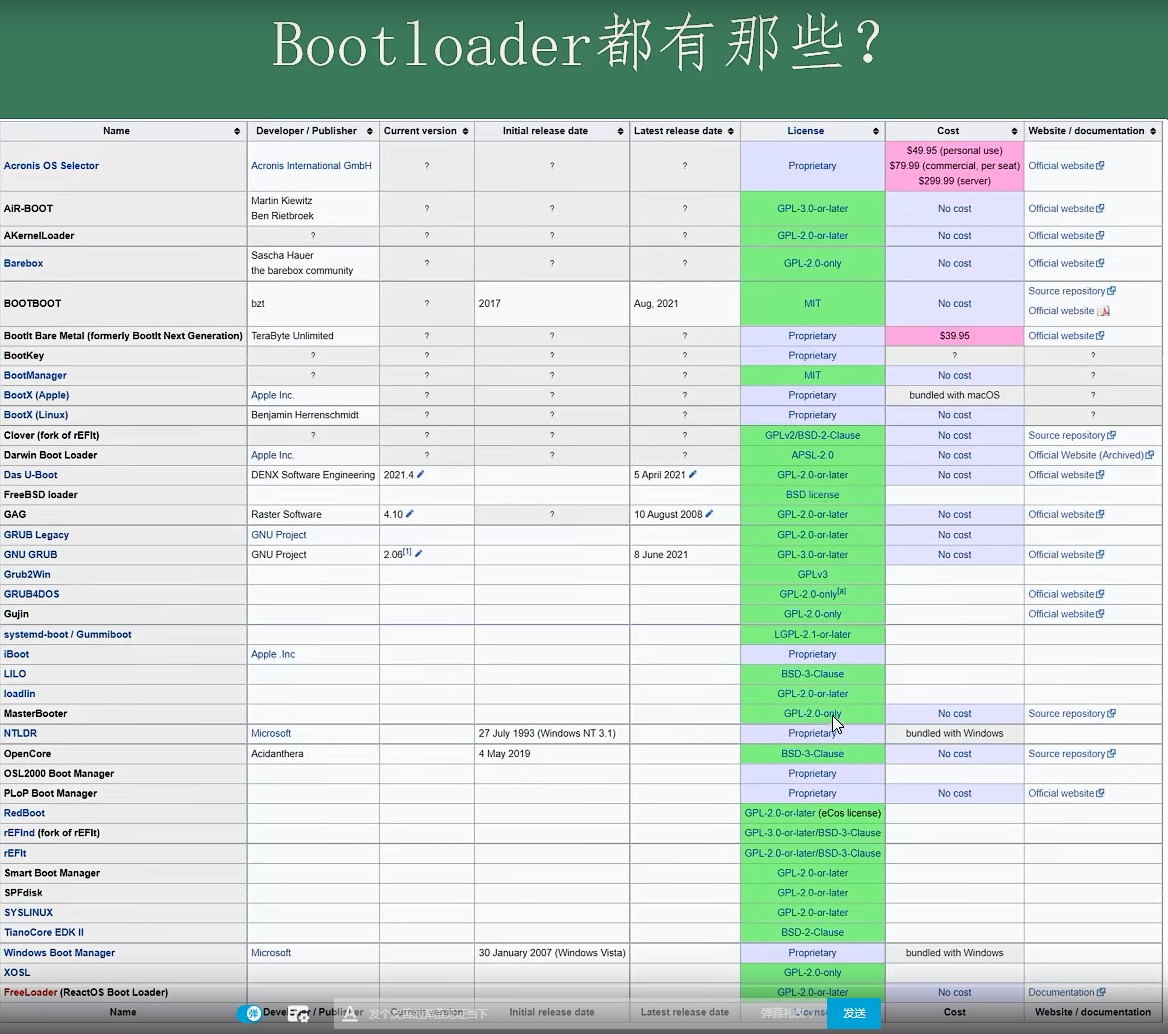 Bootloader都有那些?
Name Developer / Publisher Current version Initial release date Latest release date License Cost Website / documentation
Acronis OS Selector Acronis International GmbH ? ? ? Proprietary $49.95 (personal use)
$79.99 (commercial, per seat)
$299.99 (server) Official website
AiR-BOOT Martin Kiewitz
Ben Rietbroek ? ? ? GPL-3.0-or-later No cost Official website
AKernelLoader ? ? ? ? GPL-2.0-or-later No cost Official website
Barebox Sascha Hauer
the barebox community ? ? ? GPL-2.0-only No cost Official website
BOOTBOOT bzt ? 2017 Aug, 2021 MIT No cost Source repository
Official website
BootIt Bare Metal (formerly BootIt Next Generation) TeraByte Unlimited ? ? ? Proprietary $39.95 Official website
BootKey ? ? ? ? Proprietary ? ?
BootManager ? ? ? ? MIT No cost ?
BootX (Apple) Apple Inc. ? ? ? Proprietary bundled with macOS ?
BootX (Linux) Benjamin Herrenschmidt ? ? ? Proprietary No cost ?
Clover (fork of rEFIt) ? ? ? ? GPLv2/BSD-2-Clause No cost Source repository
Darwin Boot Loader Apple Inc. ? ? ? APSL-2.0 No cost Official Website (Archived)
Das U-Boot DENX Software Engineering 2021.4 5 April 2021 GPL-2.0-or-later No cost Official website
FreeBSD loader BSD license
GAG Raster Software 4.10 ? 10 August 2008 GPL-2.0-or-later No cost Official website
GRUB Legacy GNU Project GPL-2.0-or-later No cost
GNU GRUB GNU Project 2.06[1] 8 June 2021 GPL-3.0-or-later No cost Official website
Grub2Win GPLv3
GRUB4DOS GPL-2.0-only[a] Official website
Gujin GPL-2.0-only Official website
systemd-boot / Gummiboot LGPL-2.1-or-later
iBoot Apple .Inc Proprietary
LILO BSD-3-Clause
loadlin GPL-2.0-or-later
MasterBooter GPL-2.0-only No cost Source repository
NTLDR Microsoft 27 July 1993 (Windows NT 3.1) Proprietary bundled with Windows
OpenCore Acidanthera 4 May 2019 BSD-3-Clause No cost Source repository
OSL2000 Boot Manager Proprietary
PLoP Boot Manager Proprietary No cost Official website
RedBoot GPL-2.0-or-later (eCos license)
rEFInd (fork of rEFIt) GPL-3.0-or-later/BSD-3-Clause
rEFIt GPL-2.0-or-later/BSD-3-Clause
Smart Boot Manager GPL-2.0-or-later
SPFdisk GPL-2.0-or-later
SYSLINUX GPL-2.0-or-later
TianoCore EDK II BSD-2-Clause
Windows Boot Manager Microsoft 30 January 2007 (Windows Vista) Proprietary bundled with Windows
XOSL GPL-2.0-only
FreeLoader (ReactOS Boot Loader) GPL-2.0-or-later No cost Documentation
Name Developer / Publisher Current version Initial release date Latest release date License Cost Website / documentation
弹 发个友善的弹幕见证当下 弹幕礼仪 发送